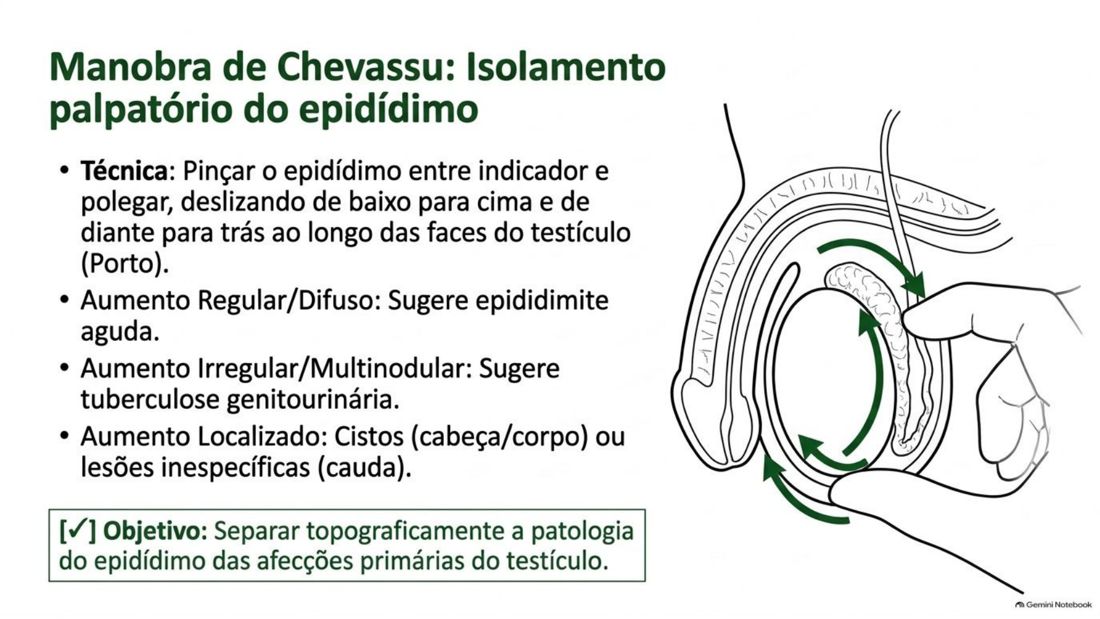 Manobra de Chevassu: Isolamento
palpatório do epidídimo
• Técnica: Pinçar o epidídimo entre indicador e
polegar, deslizando de baixo para cima e de
diante para trás ao longo das faces do testículo
(Porto).
• Aumento Regular/Difuso: Sugere epididimite
aguda.
• Aumento Irregular/Multinodular: Sugere
tuberculose genitourinária.
• Aumento Localizado: Cistos (cabeça/corpo) ou
lesões inespecíficas (cauda).
[✓] Objetivo: Separar topograficamente a patologia
do epidídimo das afecções primárias do testículo.
Gemini Notebook